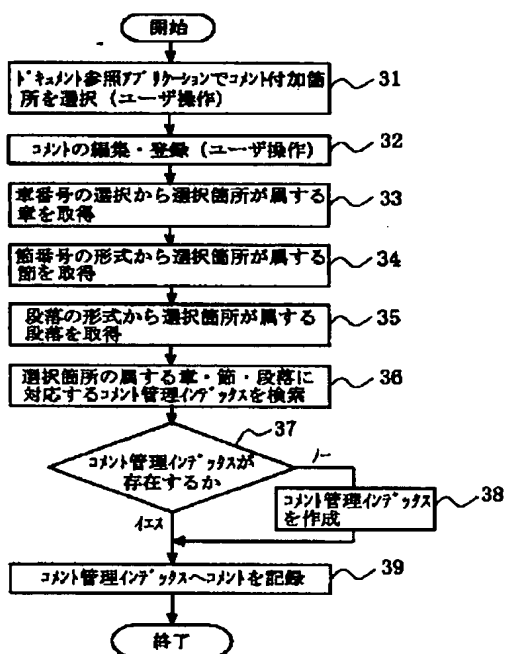 開始
ﾄﾞｷｭﾒﾝﾄ参照ｱﾌﾟﾘｹｰｼｮﾝでｺﾒﾝﾄ付加箇
所を選択（ユーザ操作）
31
ｺﾒﾝﾄの編集・登録（ユーザ操作）
32
章番号の選択から選択箇所が属する
章を取得
33
節番号の形式から選択箇所が属する
節を取得
34
段落の形式から選択箇所が属する
段落を取得
35
選択箇所の属する章・節・段落に
対応するｺﾒﾝﾄ管理ｲﾝﾃﾞｯｸｽを検索
36
37
ｺﾒﾝﾄ管理ｲﾝﾃﾞｯｸｽが
存在するか
ﾉｰ
ｲｴｽ
ｺﾒﾝﾄ管理ｲﾝﾃﾞｯｸｽ
を作成
38
ｺﾒﾝﾄ管理ｲﾝﾃﾞｯｸｽへｺﾒﾝﾄを記録
39
終了